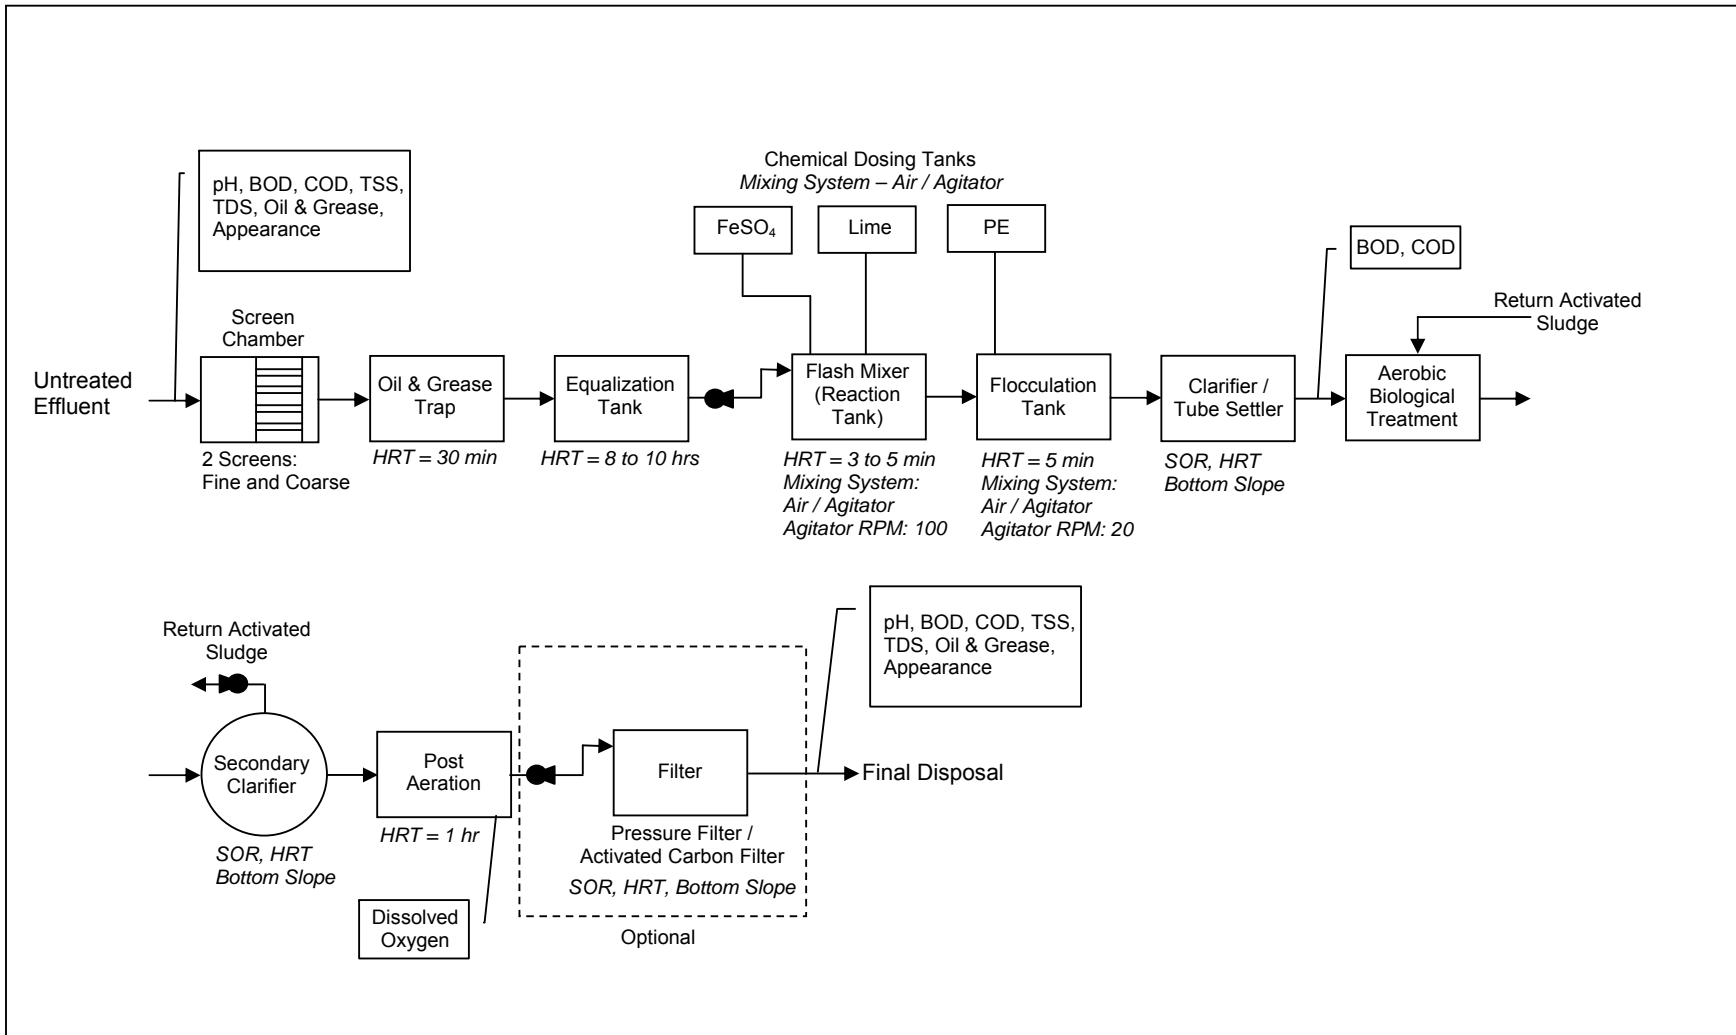 Chemical Dosing Tanks
Mixing System – Air / Agitator
pH, BOD, COD, TSS,
TDS, Oil & Grease,
Appearance
FeSO₄
Lime
PE
BOD, COD
Return Activated
Sludge
Screen
Chamber
Untreated
Effluent
Oil & Grease
Trap
Equalization
Tank
Flash Mixer
(Reaction
Tank)
Flocculation
Tank
Clarifier /
Tube Settler
Aerobic
Biological
Treatment
2 Screens:
Fine and Coarse
HRT = 30 min
HRT = 8 to 10 hrs
HRT = 3 to 5 min
Mixing System:
Air / Agitator
Agitator RPM: 100
HRT = 5 min
Mixing System:
Air / Agitator
Agitator RPM: 20
SOR, HRT
Bottom Slope
Return Activated
Sludge
pH, BOD, COD, TSS,
TDS, Oil & Grease,
Appearance
Secondary
Clarifier
Post
Aeration
Filter
Final Disposal
SOR, HRT
Bottom Slope
HRT = 1 hr
Pressure Filter /
Activated Carbon Filter
SOR, HRT, Bottom Slope
Dissolved
Oxygen
Optional